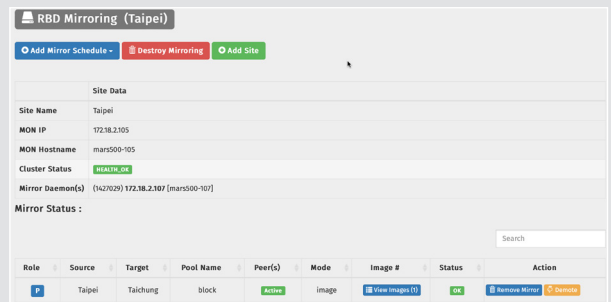 RBD Mirroring (Taipei)
Add Mirror Schedule Destroy Mirroring Add Site
Site Data
Site Name Taipei
MON IP 172.18.2.105
MON Hostname mars500-105
Cluster Status HEALTH_OK
Mirror Daemon(s) (1427029) 172.18.2.107 [mars500-107]
Mirror Status :
Search
Role Source Target Pool Name Peer(s) Mode Image # Status Action
P Taipei Taichung block Active image View Images (1) OK Remove Mirror Demote